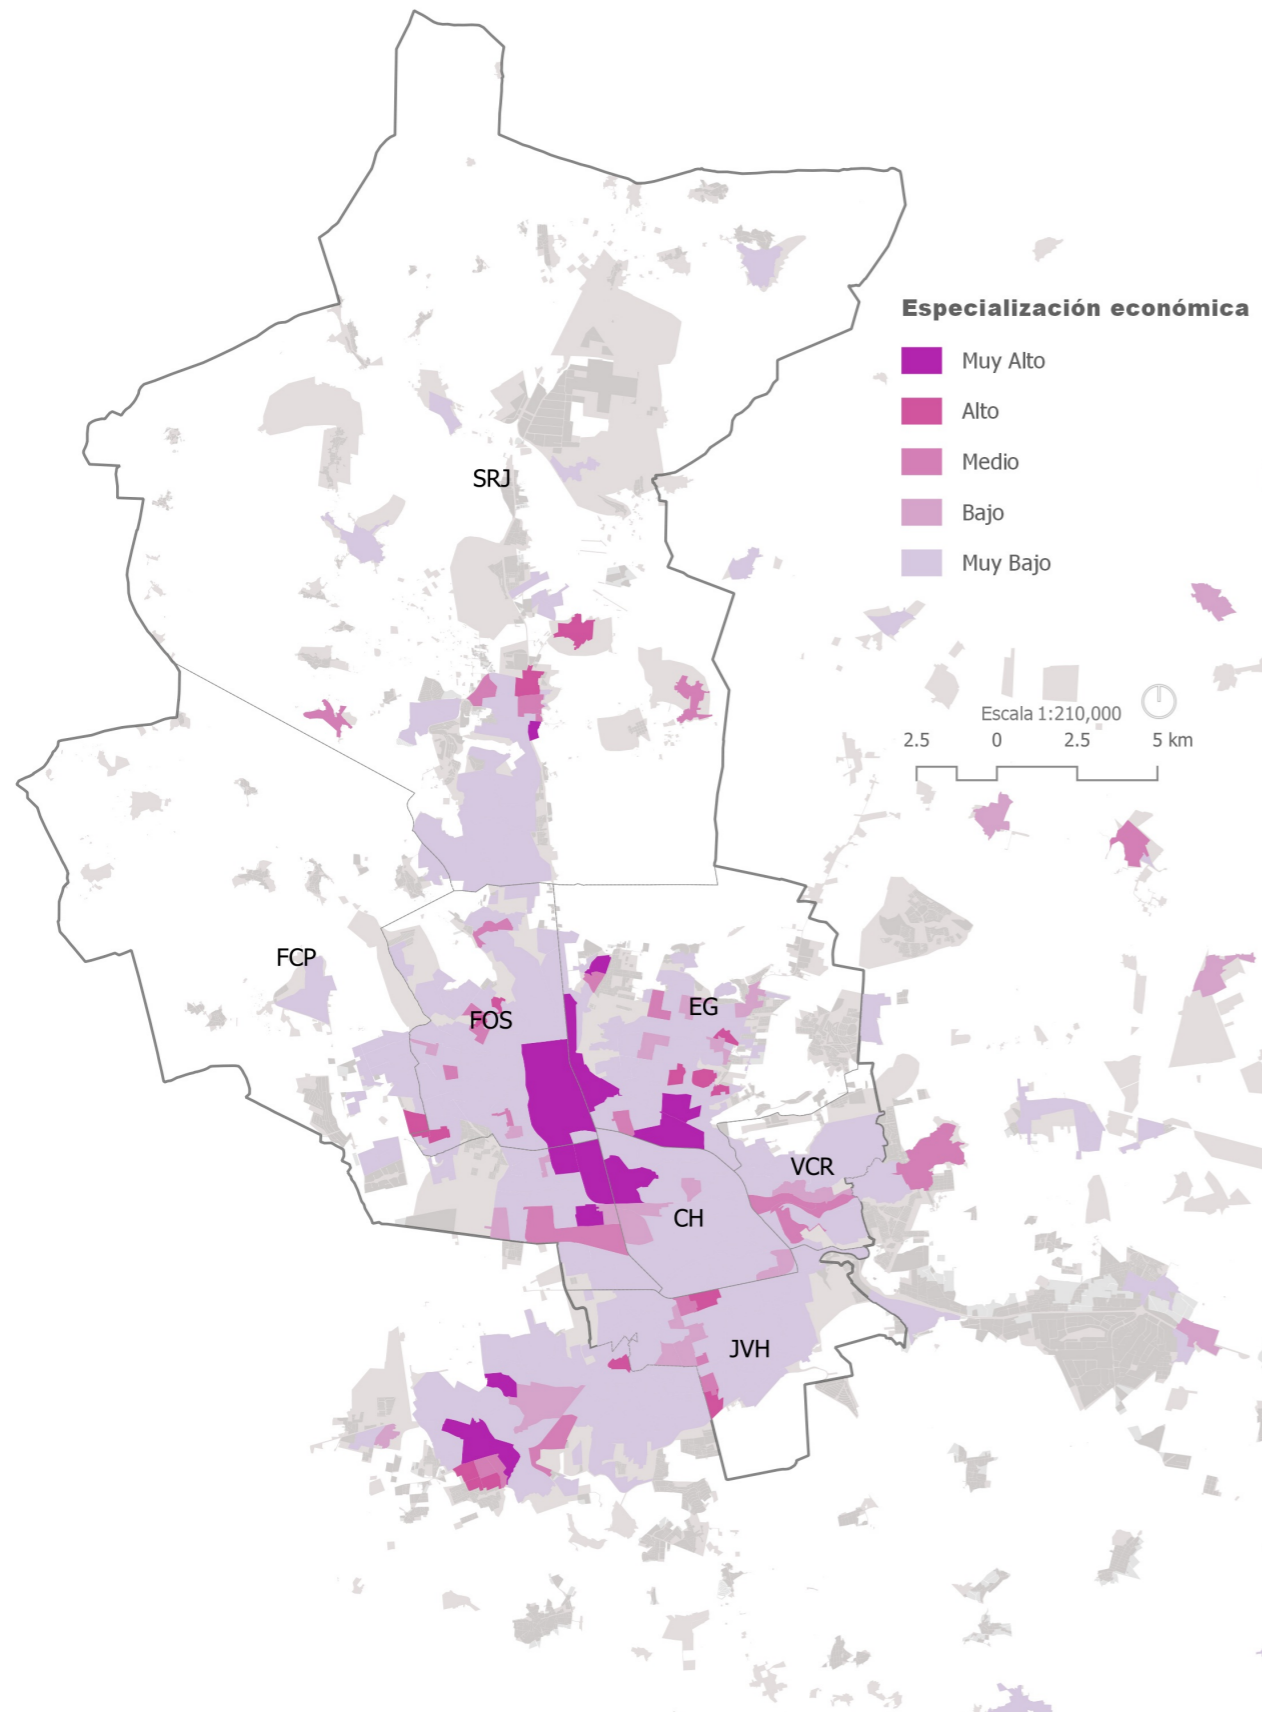 Especialización económica
Muy Alto
Alto
Medio
Bajo
Muy Bajo
SRJ
Escala 1:210,000
2.5 0 2.5 5 km
FCP
EG
FOS
VCR
CH
JVH